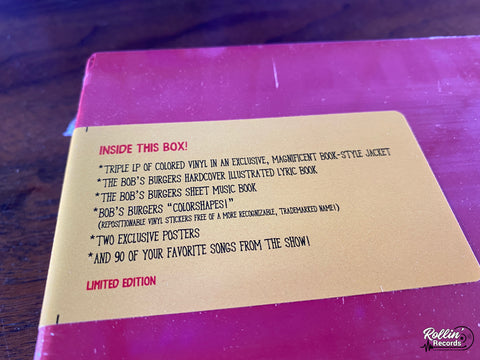 INSIDE THIS BOX!
*TRIPLE LP OF COLORED VINYL IN AN EXCLUSIVE, MAGNIFICENT BOOK-STYLE JACKET
*THE BOB'S BURGERS HARDCOVER ILLUSTRATED LYRIC BOOK
*THE BOB'S BURGERS SHEET MUSIC BOOK
*BOB'S BURGERS "COLORSHAPES!"
(REPOSITIONABLE VINYL STICKERS FREE OF A MORE RECOGNIZABLE, TRADEMARKED NAME!)
*TWO EXCLUSIVE POSTERS
*AND 90 OF YOUR FAVORITE SONGS FROM THE SHOW!
LIMITED EDITION
Rollin'
Records